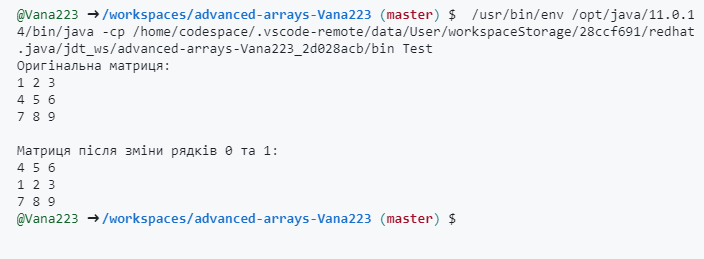 @Vana223 ➜/workspaces/advanced-arrays-Vana223 (master) $  /usr/bin/env /opt/java/11.0.1
4/bin/java -cp /home/codespace/.vscode-remote/data/User/workspaceStorage/28ccf691/redhat
.java/jdt_ws/advanced-arrays-Vana223_2d028acb/bin Test
Оригінальна матриця:
1 2 3
4 5 6
7 8 9
Матриця після зміни рядків 0 та 1:
4 5 6
1 2 3
7 8 9
@Vana223 ➜/workspaces/advanced-arrays-Vana223 (master) $